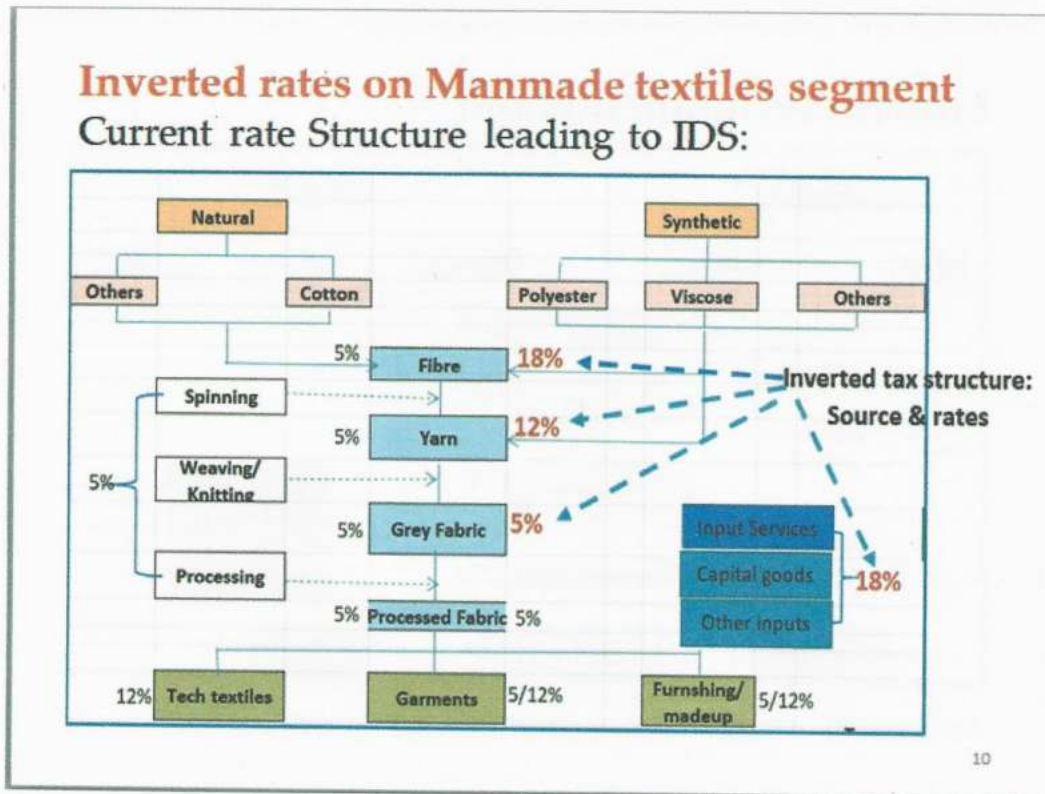 Inverted rates on Manmade textiles segment
Current rate Structure leading to IDS:
Natural
Synthetic
Others
Cotton
Polyester
Viscose
Others
5%
Fibre
18%
Inverted tax structure:
Source & rates
Spinning
5%
Yarn
12%
5%
Weaving/
Knitting
5%
Grey Fabric
5%
Input Services
Capital goods
18%
Other inputs
Processing
5%
Processed Fabric
5%
12%
Tech textiles
Garments
5/12%
Furnshing/
madeup
5/12%
10